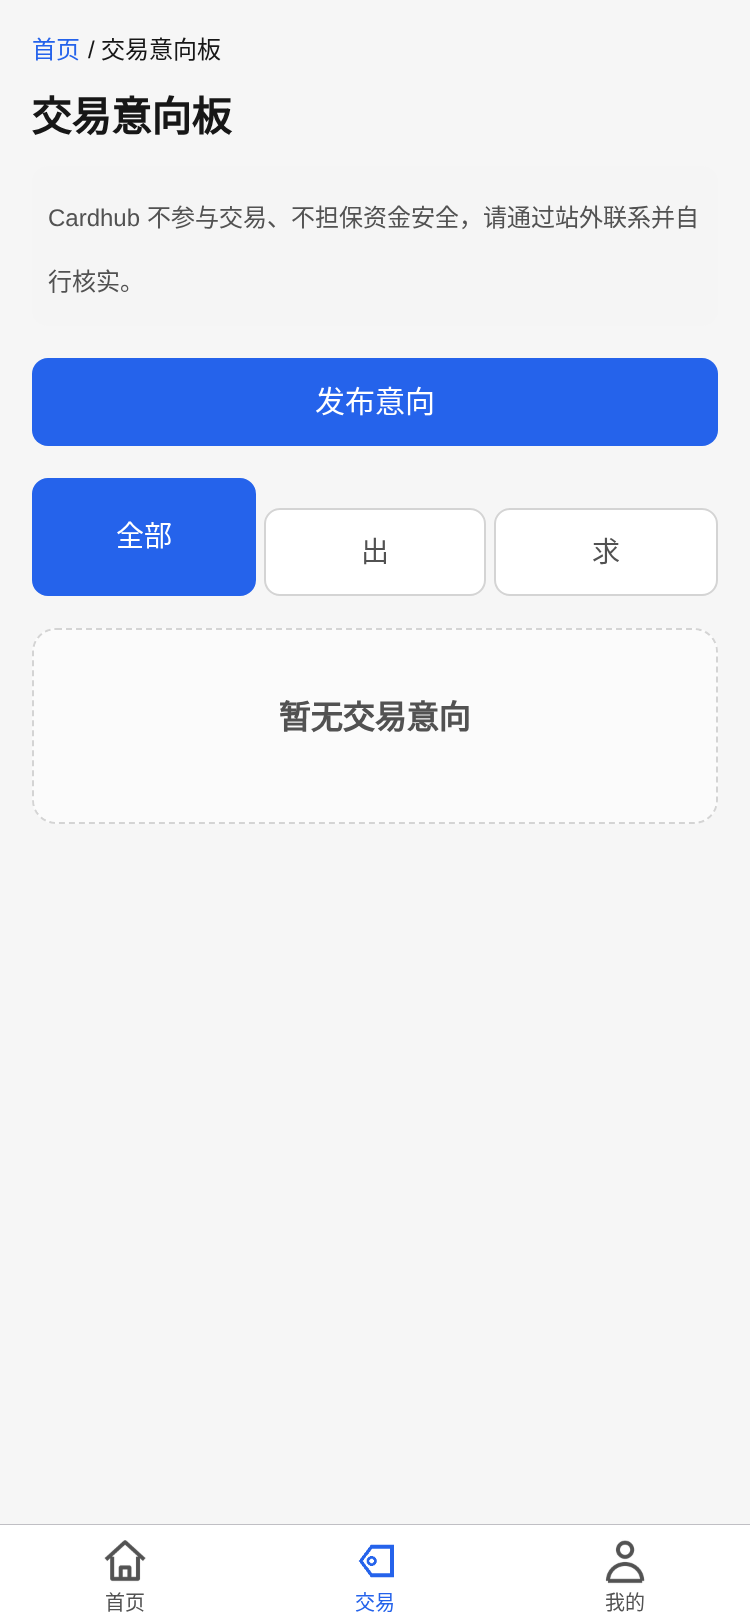 首页 / 交易意向板
交易意向板
Cardhub 不参与交易、不担保资金安全，请通过站外联系并自
行核实。
发布意向
全部
出
求
暂无交易意向
首页
交易
我的